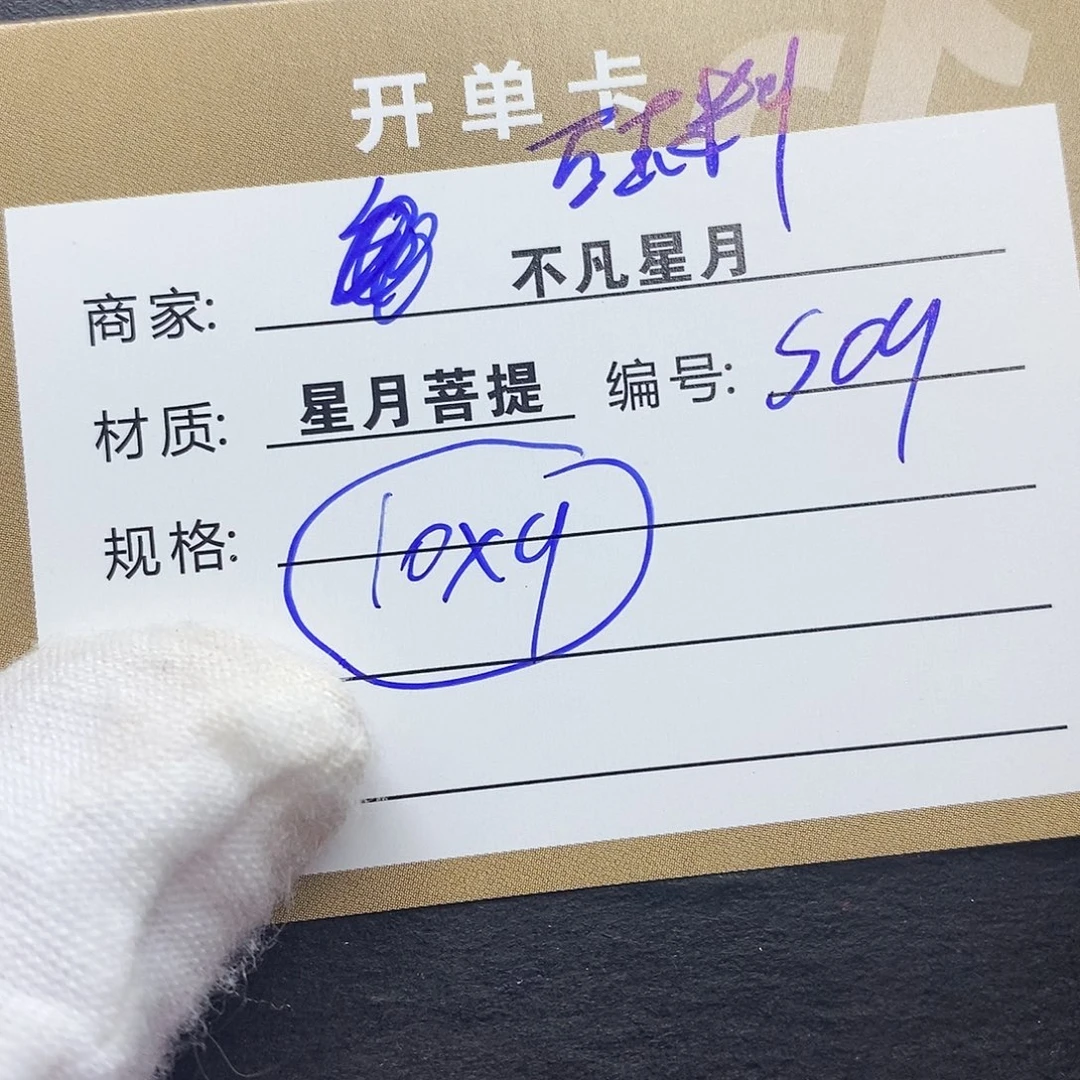 开单卡
料
商家: 不凡星月
材质: 星月菩提 编号: 509
规格: 10x9